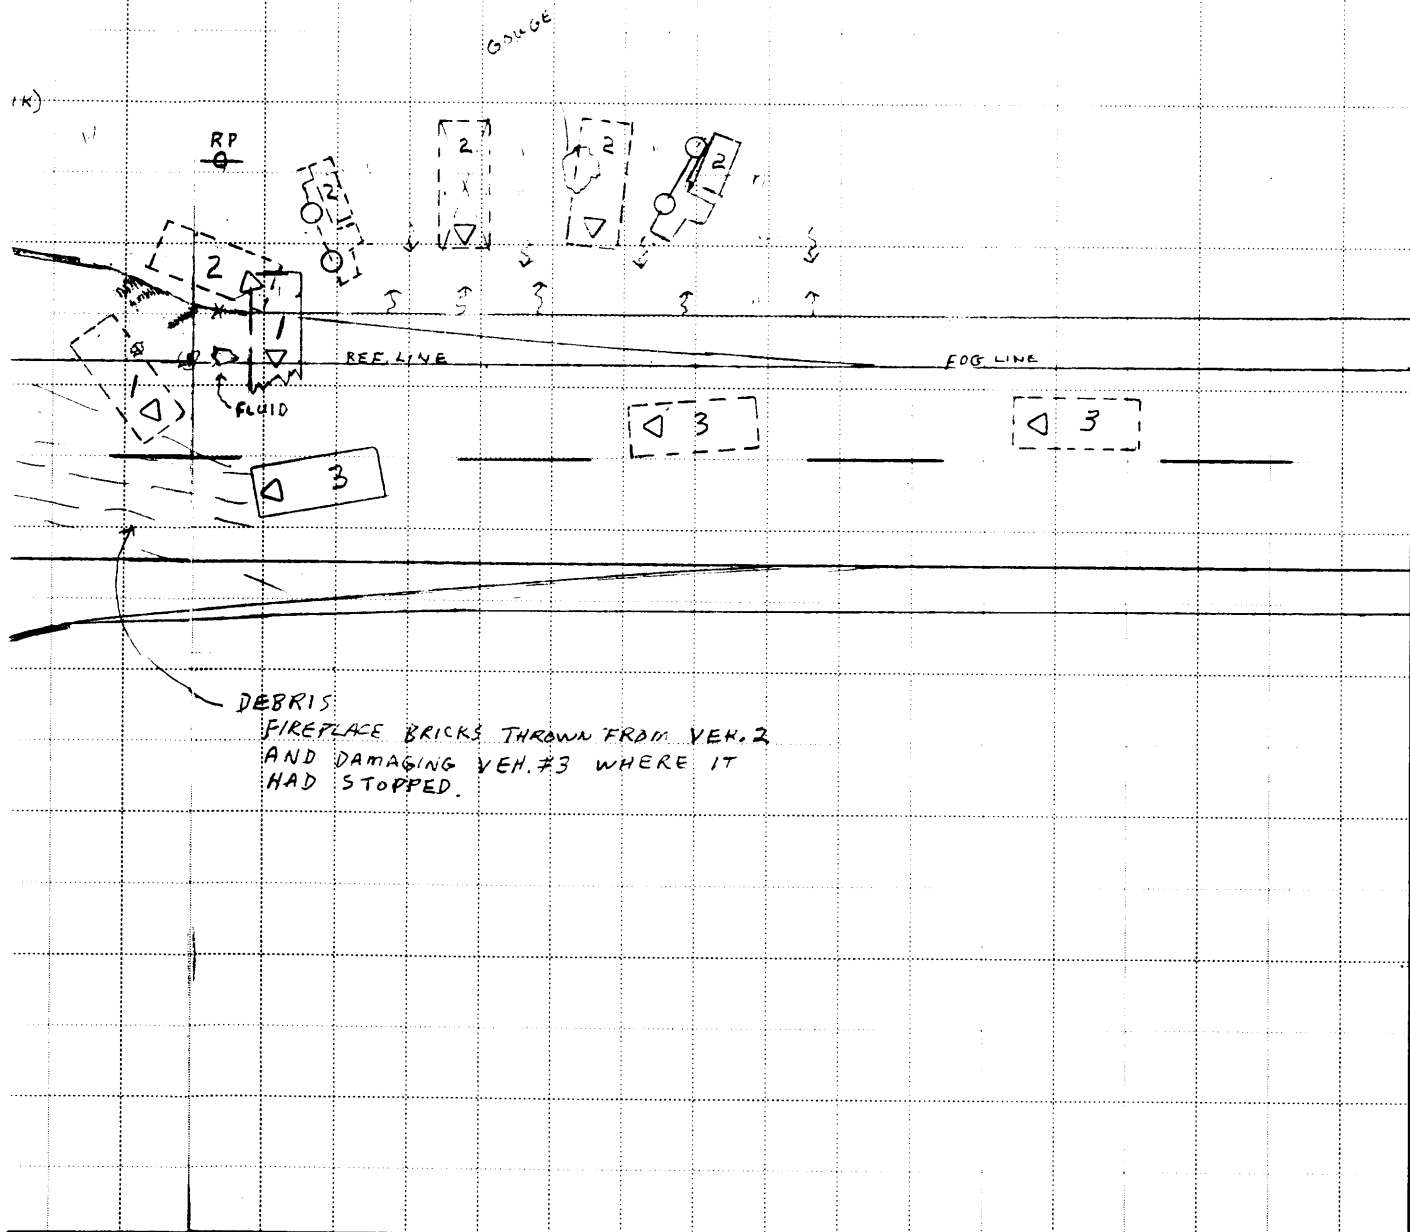 GOUGE
RP
2
2
2
2
2
1
1
REF. LINE
FOG LINE
FLUID
3
3
3
DEBRIS
FIREPLACE BRICKS THROWN FROM VEH. 2
AND DAMAGING VEH. #3 WHERE IT
HAD STOPPED.